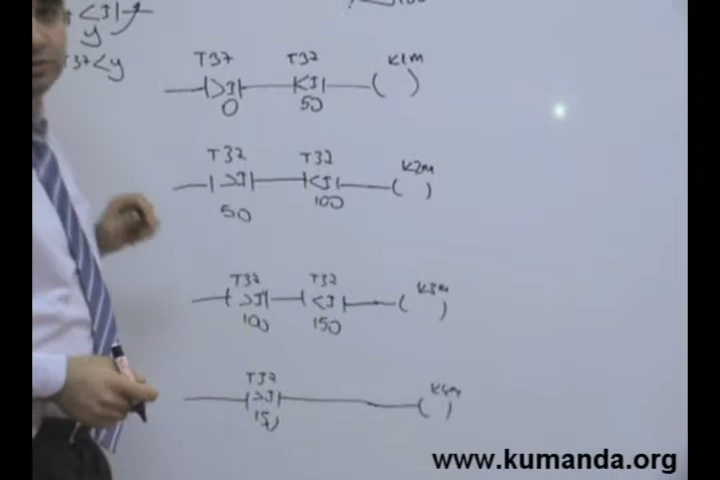 <I
y
T37<y
T37 T37 K1M
>I <I ( )
0 50
T37 T37 K2M
>I <I ( )
50 100
T37 T37 K3M
>I <I ( )
100 150
T37 K4M
>I ( )
150
www.kumanda.org